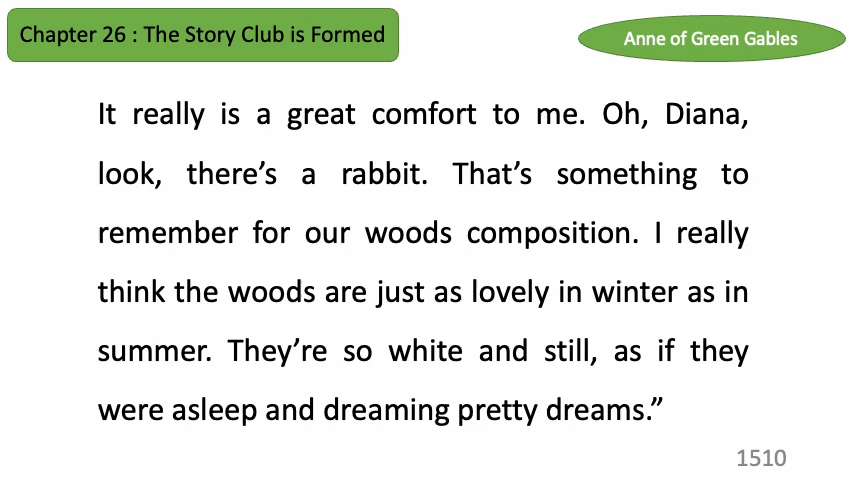 Chapter 26 : The Story Club is Formed
Anne of Green Gables
It really is a great comfort to me. Oh, Diana,
look, there’s a rabbit. That’s something to
remember for our woods composition. I really
think the woods are just as lovely in winter as in
summer. They’re so white and still, as if they
were asleep and dreaming pretty dreams.”
1510